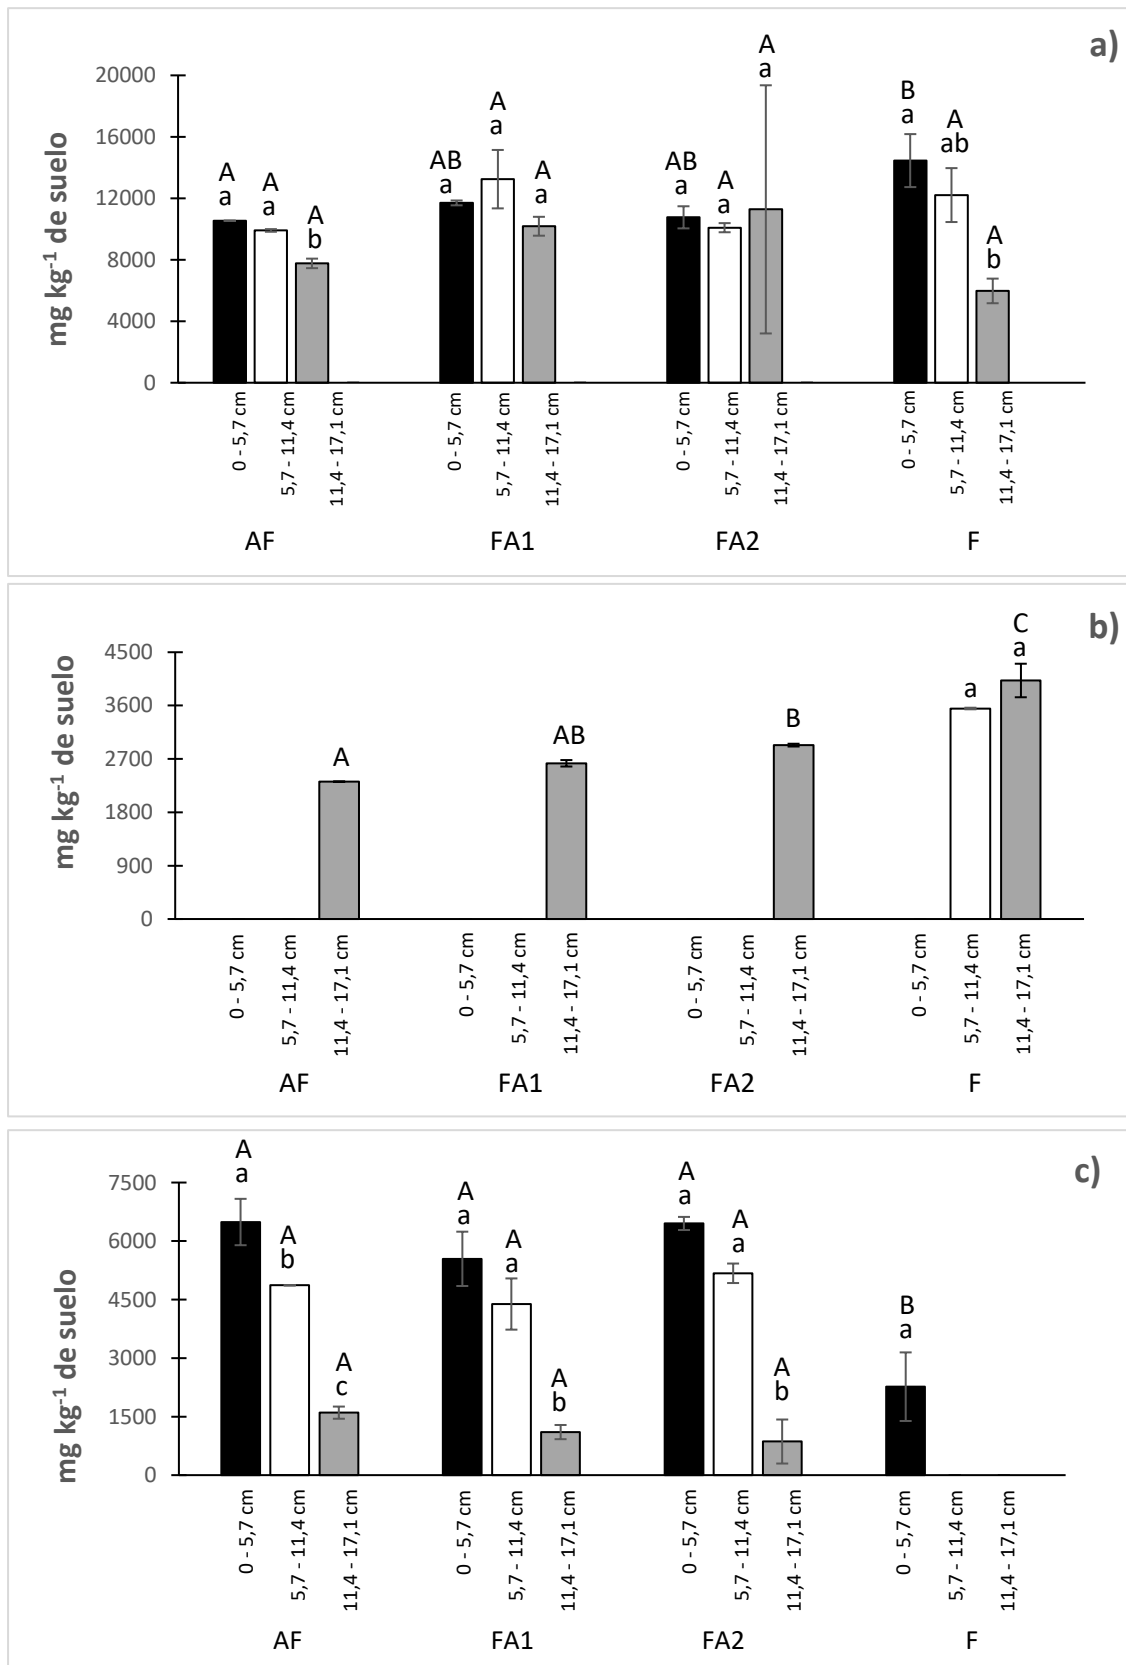 a)
mg kg-1 de suelo
20000
16000
12000
8000
4000
0
A
a
A
a
A
b
AB
a
A
a
A
a
AB
a
A
a
A
a
B
a
A
ab
A
b
0 - 5,7 cm
5,7 - 11,4 cm
11,4 - 17,1 cm
0 - 5,7 cm
5,7 - 11,4 cm
11,4 - 17,1 cm
0 - 5,7 cm
5,7 - 11,4 cm
11,4 - 17,1 cm
0 - 5,7 cm
5,7 - 11,4 cm
11,4 - 17,1 cm
AF FA1 FA2 F
b)
mg kg-1 de suelo
4500
3600
2700
1800
900
0
A
AB
B
a
C
a
0 - 5,7 cm
5,7 - 11,4 cm
11,4 - 17,1 cm
0 - 5,7 cm
5,7 - 11,4 cm
11,4 - 17,1 cm
0 - 5,7 cm
5,7 - 11,4 cm
11,4 - 17,1 cm
0 - 5,7 cm
5,7 - 11,4 cm
11,4 - 17,1 cm
AF FA1 FA2 F
c)
mg kg-1 de suelo
7500
6000
4500
3000
1500
0
A
a
A
b
A
c
A
a
A
a
A
b
A
a
A
a
A
b
B
a
0 - 5,7 cm
5,7 - 11,4 cm
11,4 - 17,1 cm
0 - 5,7 cm
5,7 - 11,4 cm
11,4 - 17,1 cm
0 - 5,7 cm
5,7 - 11,4 cm
11,4 - 17,1 cm
0 - 5,7 cm
5,7 - 11,4 cm
11,4 - 17,1 cm
AF FA1 FA2 F